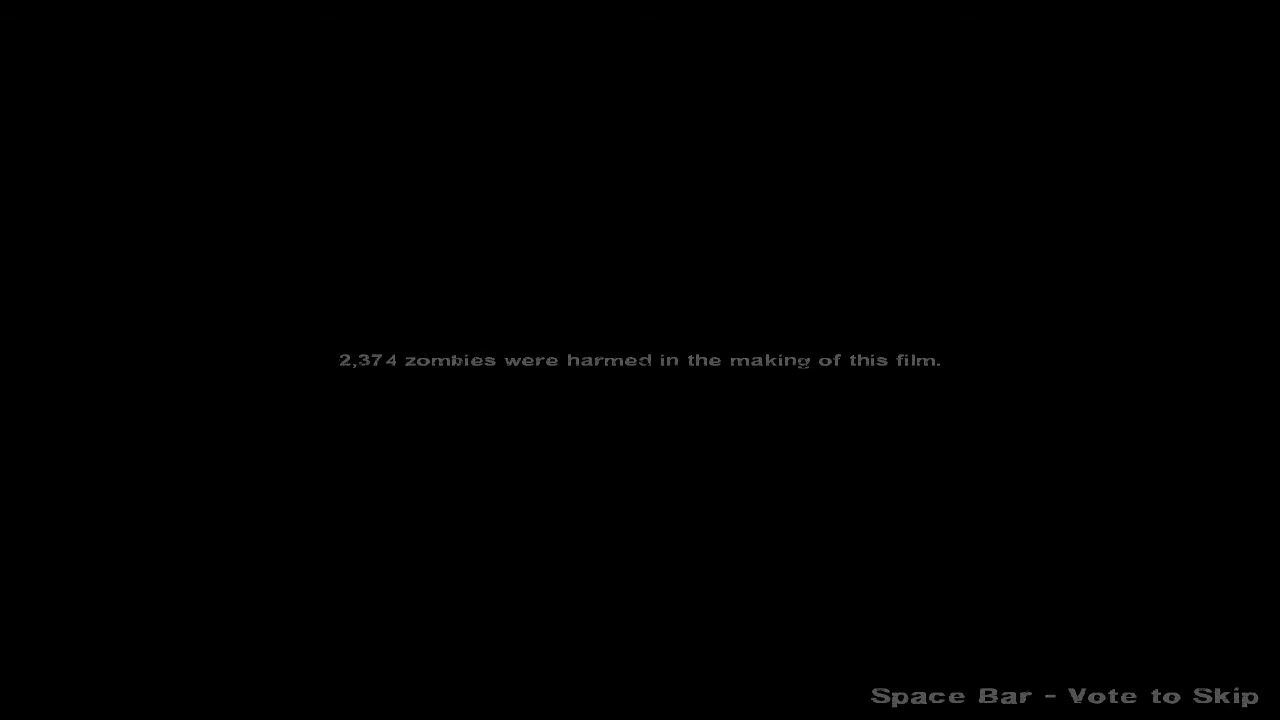 2,374 zombies were harmed in the making of this film.
Space Bar - Vote to Skip